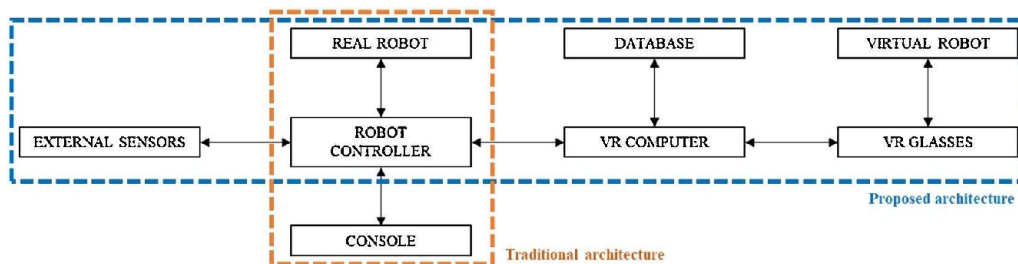 REAL ROBOT
DATABASE
VIRTUAL ROBOT
EXTERNAL SENSORS
ROBOT
CONTROLLER
VR COMPUTER
VR GLASSES
Proposed architecture
CONSOLE
Traditional architecture